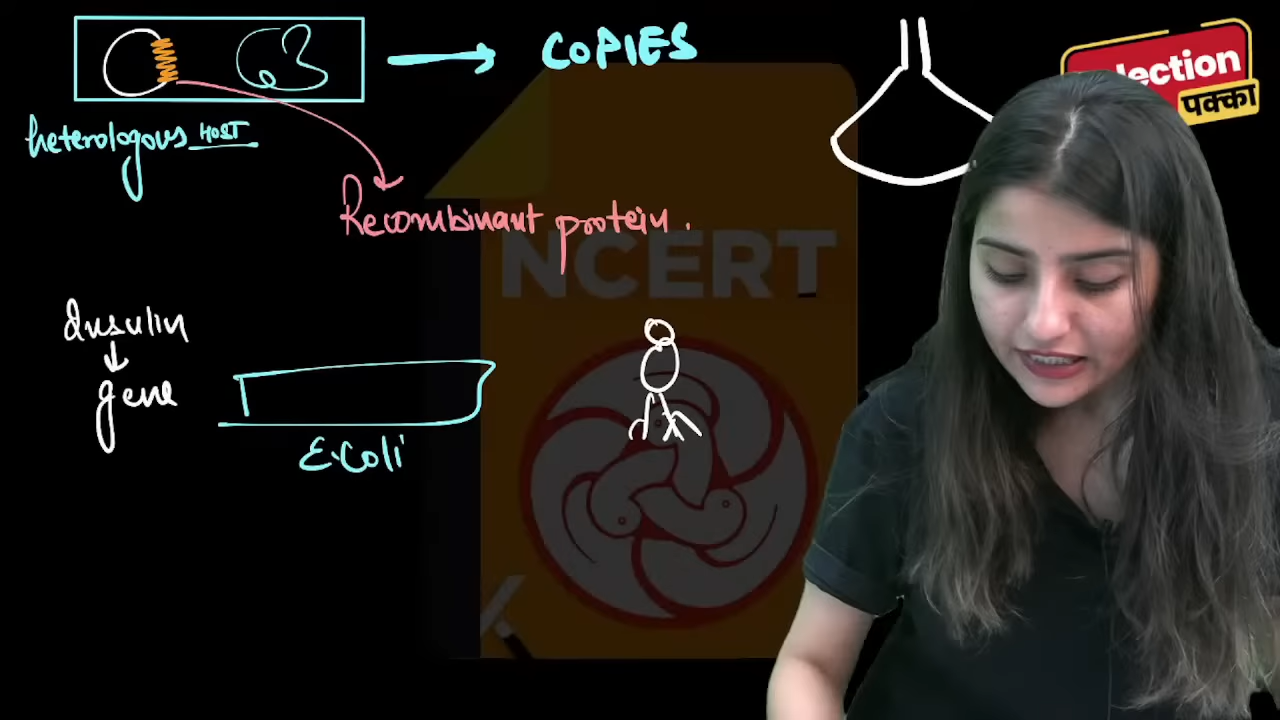 COPIES
lection
पक्का
heterologous HOST
Recombinant protein.
NCERT
Insulin
gene
E.Coli